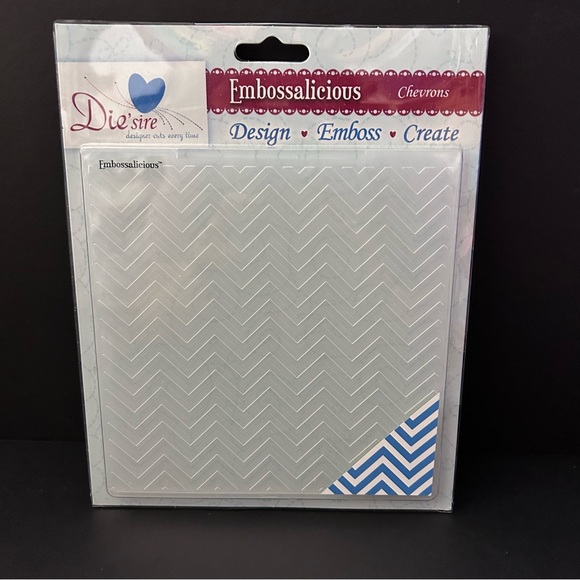 Die'sire
designer cuts every time
Embossalicious Chevrons
Design ♥ Emboss ♥ Create
Embossalicious™